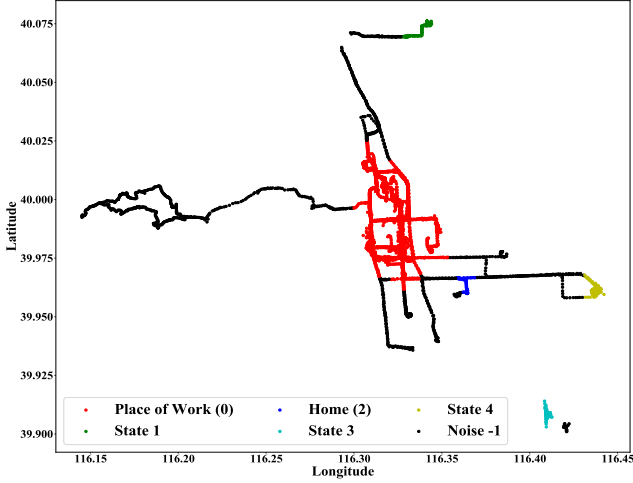 40.075
40.050
40.025
40.000
39.975
39.950
39.925
39.900
Latitude
Place of Work (0)
Home (2)
State 4
State 1
State 3
Noise -1
116.15
116.20
116.25
116.30
116.35
116.40
116.45
Longitude